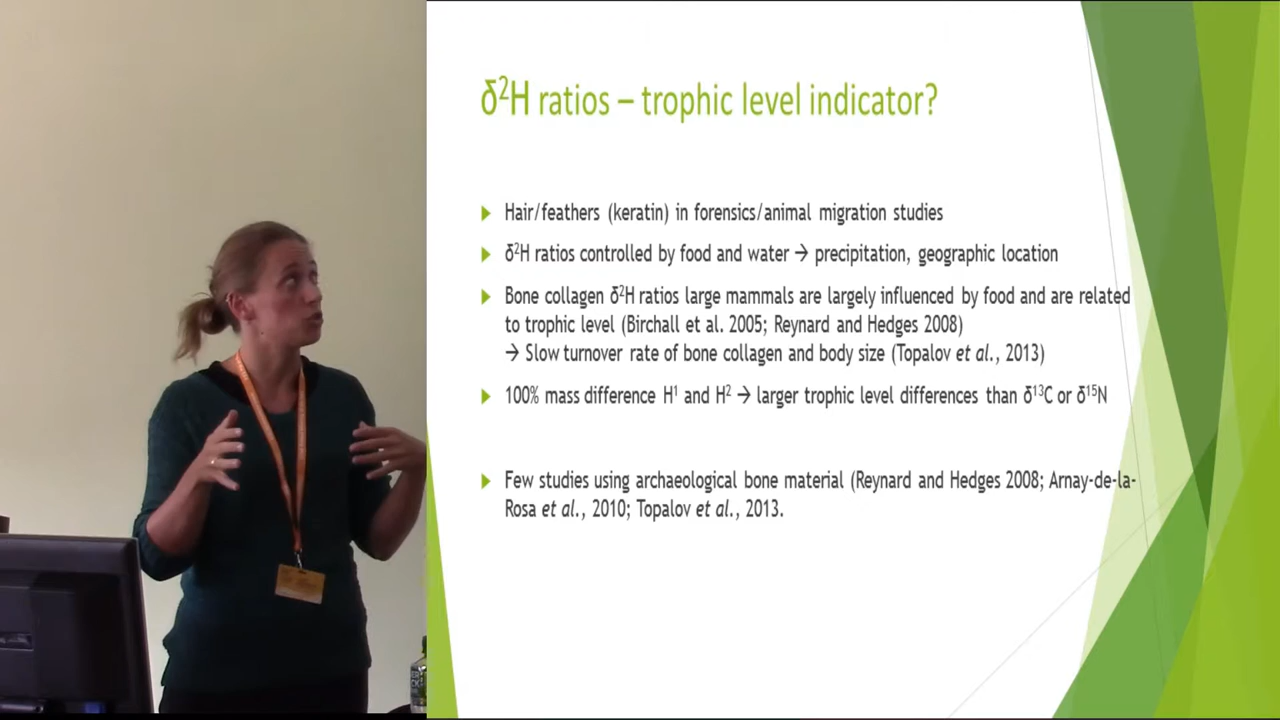 δ²H ratios – trophic level indicator?
Hair/feathers (keratin) in forensics/animal migration studies
δ²H ratios controlled by food and water → precipitation, geographic location
Bone collagen δ²H ratios large mammals are largely influenced by food and are related
to trophic level (Birchall et al. 2005; Reynard and Hedges 2008)
→ Slow turnover rate of bone collagen and body size (Topalov et al., 2013)
100% mass difference H¹ and H² → larger trophic level differences than δ¹³C or δ¹⁵N
Few studies using archaeological bone material (Reynard and Hedges 2008; Arnay-de-la-
Rosa et al., 2010; Topalov et al., 2013.